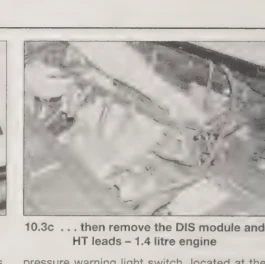 10.3c ... then remove the DIS module and
HT leads – 1.4 litre engine
pressure warning light switch, located at the